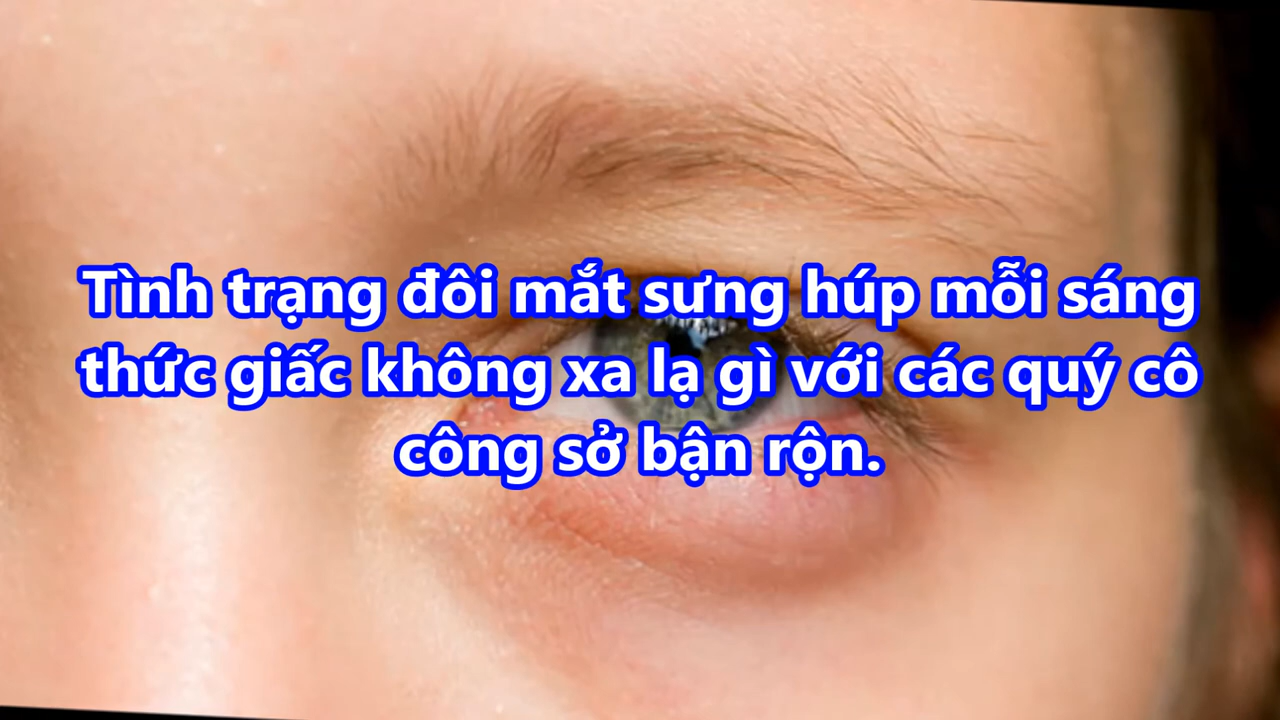 Tình trạng đôi mắt sưng húp mỗi sáng
thức giấc không xa lạ gì với các quý cô
công sở bận rộn.